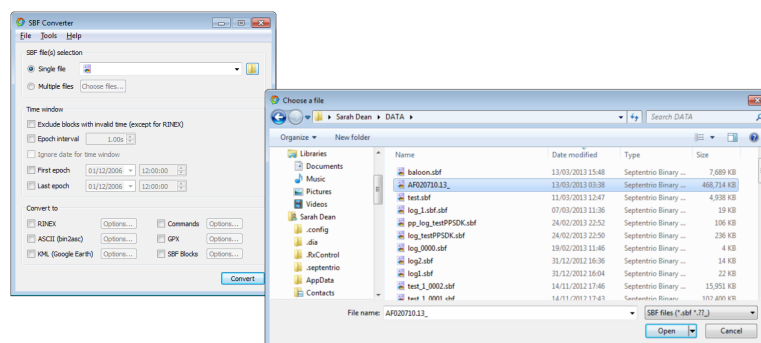 SBF Converter
File Tools Help
SBF file(s) selection
Single file
Multiple files Choose files...
Time window
Exclude blocks with invalid time (except for RINEX)
Epoch interval 1.00s
Ignore date for time window
First epoch 01/12/2006 12:00:00
Last epoch 01/12/2006 12:00:00
Convert to
RINEX Options... Commands Options...
ASCII (bin2asc) Options... GPX Options...
KML (Google Earth) Options... SBF Blocks Options...
Convert
Choose a file
Sarah Dean DATA Search DATA
Organize New folder
Libraries
Documents
Music
Pictures
Videos
Sarah Dean
.config
.dia
.RxControl
.septentrio
AppData
Contacts
Name Date modified Type Size
baloon.sbf 13/03/2013 15:48 Septentrio Binary ... 7,689 KB
AF020710.13_ 13/03/2013 03:38 Septentrio Binary ... 468,714 KB
test.sbf 11/03/2013 12:47 Septentrio Binary ... 4,938 KB
log_1.sbf.sbf 07/03/2013 11:36 Septentrio Binary ... 19 KB
pp_log_testPPSDK.sbf 24/02/2013 22:52 Septentrio Binary ... 106 KB
log_testPPSDK.sbf 24/02/2013 22:50 Septentrio Binary ... 236 KB
log_0000.sbf 19/02/2013 11:46 Septentrio Binary ... 4 KB
log2.sbf 31/12/2012 16:36 Septentrio Binary ... 14 KB
log1.sbf 31/12/2012 16:04 Septentrio Binary ... 22 KB
test_1_0002.sbf 14/11/2012 17:46 Septentrio Binary ... 15,951 KB
test_1_0001.sbf 14/11/2012 17:43 Septentrio Binary ... 102,400 KB
File name: AF020710.13_ SBF files (*.sbf *.??_)
Open Cancel